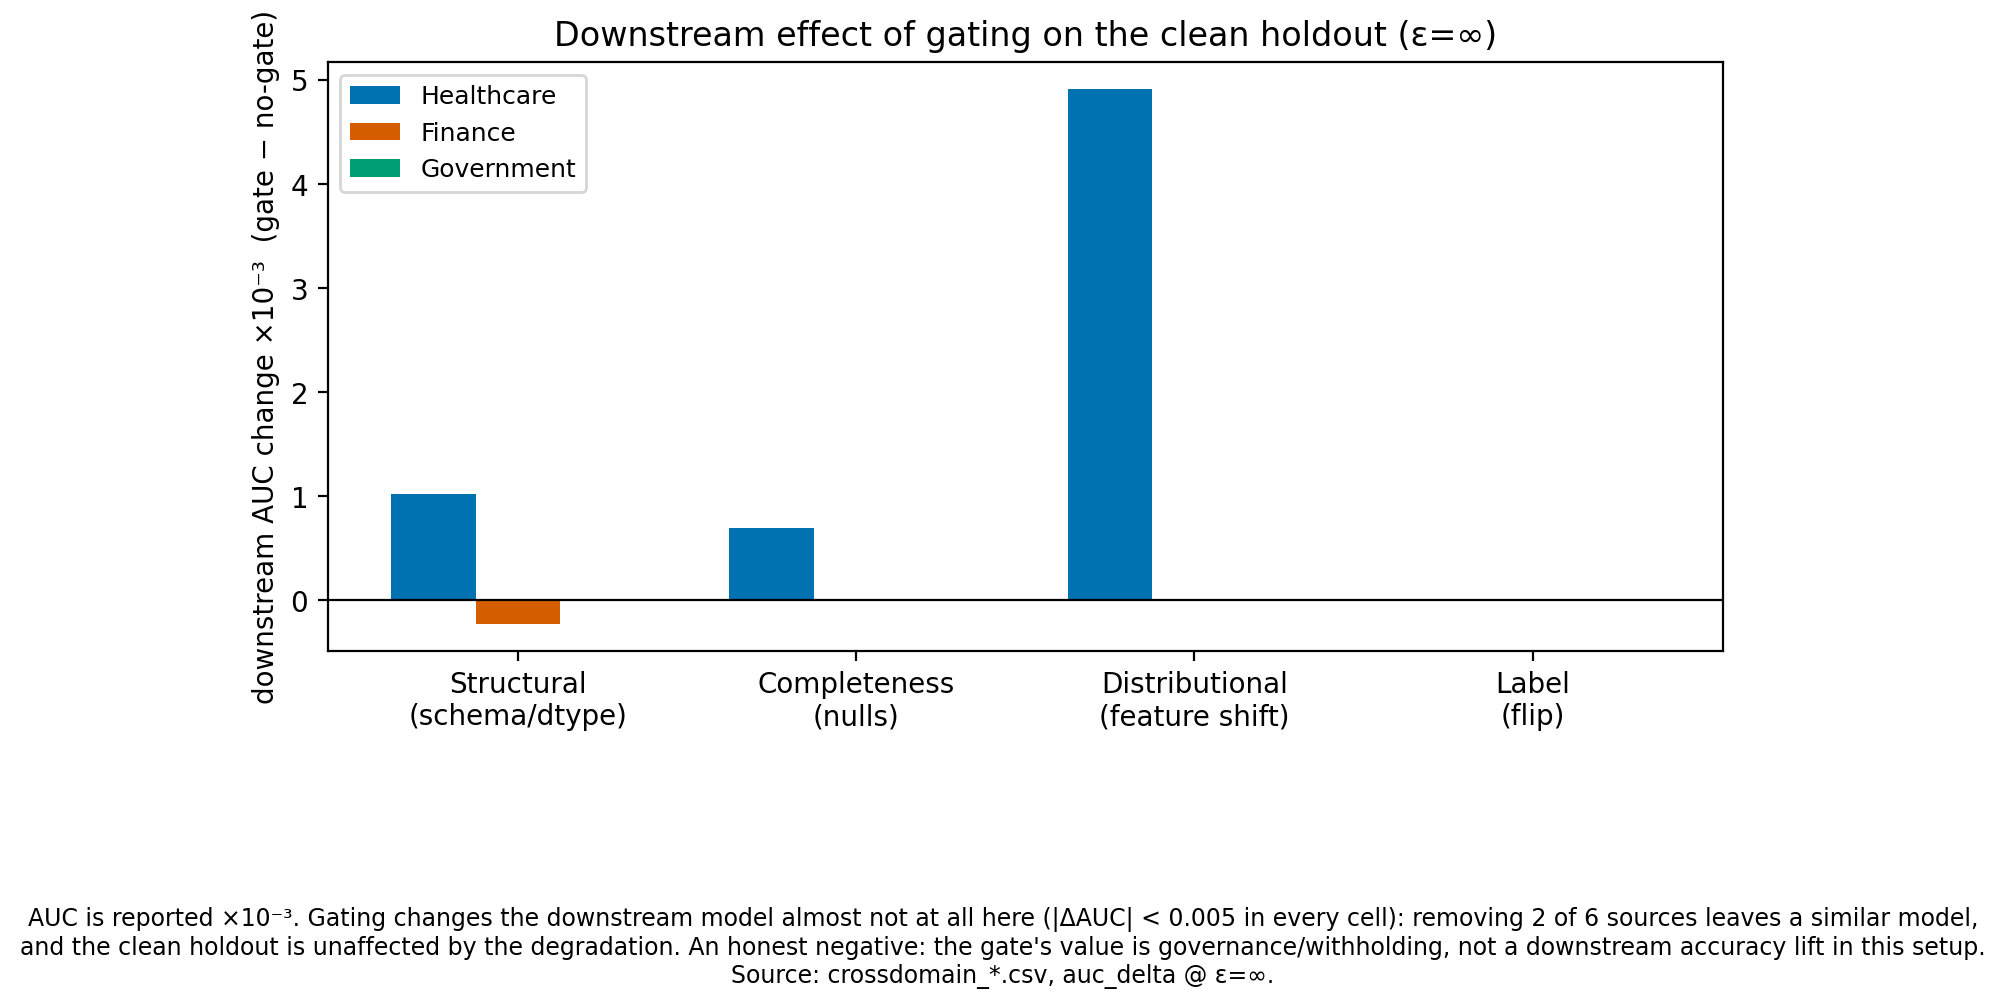 Downstream effect of gating on the clean holdout (ε=∞)
downstream AUC change ×10⁻³ (gate − no-gate)
5
4
3
2
1
0
Healthcare
Finance
Government
Structural
(schema/dtype)
Completeness
(nulls)
Distributional
(feature shift)
Label
(flip)
AUC is reported ×10⁻³. Gating changes the downstream model almost not at all here (|ΔAUC| < 0.005 in every cell): removing 2 of 6 sources leaves a similar model,
and the clean holdout is unaffected by the degradation. An honest negative: the gate's value is governance/withholding, not a downstream accuracy lift in this setup.
Source: crossdomain_*.csv, auc_delta @ ε=∞.